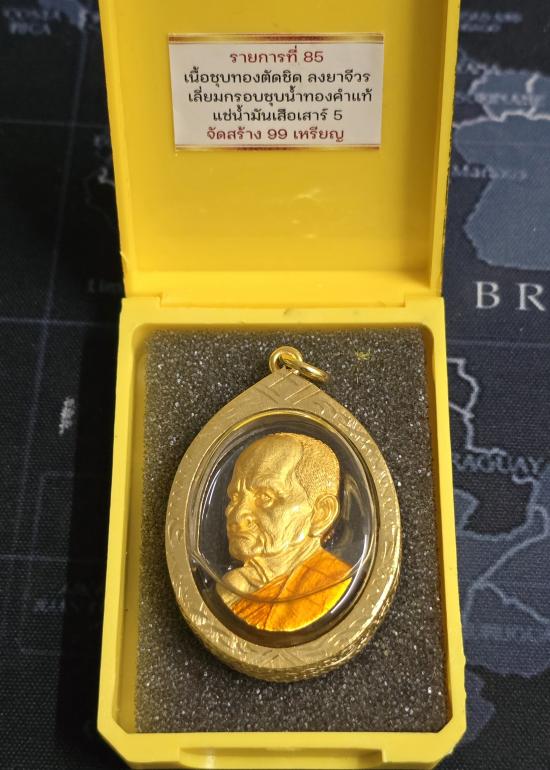 รายการที่ 85
เนื้อชุบทองตัดชิด ลงยาจีวร
เลี่ยมกรอบชุบน้ำทองคำแท้
แช่น้ำมันเสือเสาร์ 5
จัดสร้าง 99 เหรียญ
BR